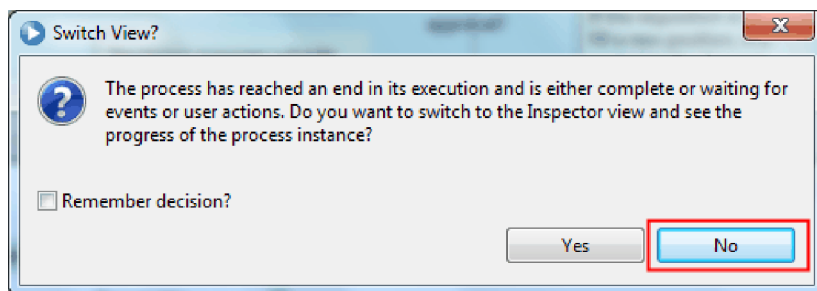 Switch View?
The process has reached an end in its execution and is either complete or waiting for
events or user actions. Do you want to switch to the Inspector view and see the
progress of the process instance?
Remember decision?
Yes
No